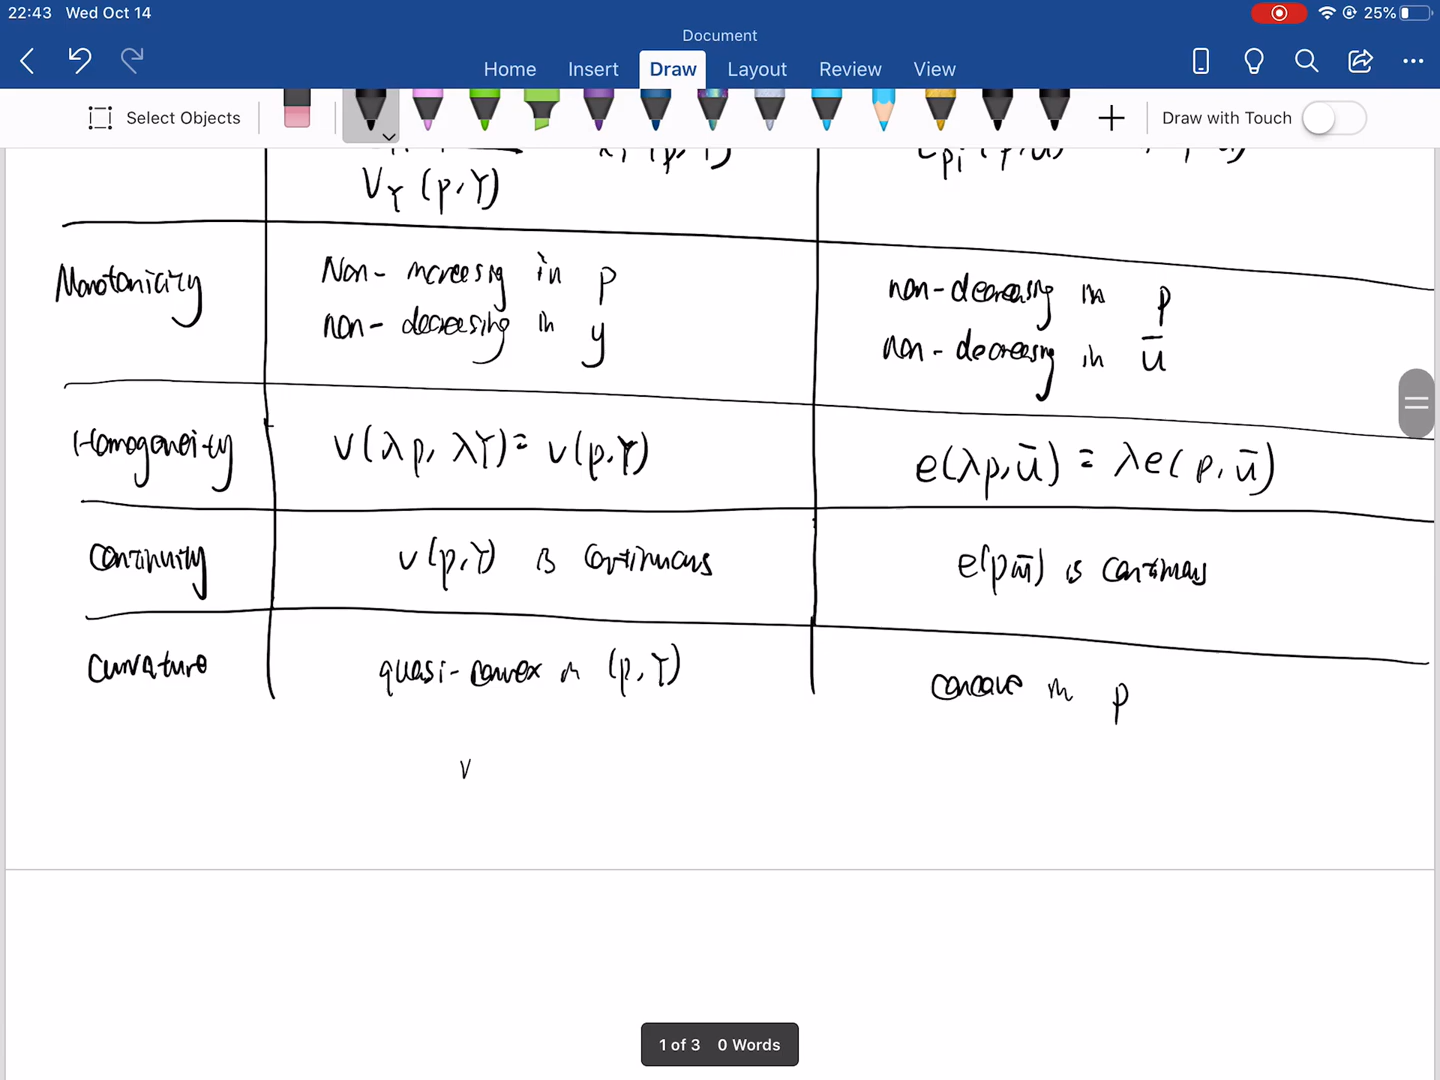 22:43 Wed Oct 14
25%
Document
Home Insert Draw Layout Review View
Select Objects
Draw with Touch
V_Y (p, Y)
Monotonicity
Non-increasing in p
non-decreasing in y
non-decreasing in p
non-decreasing in ū
Homogeneity
v(λp, λY) = v(p, Y)
e(λp, ū) = λe(p, ū)
Continuity
v(p, Y) is continuous
e(p, ū) is continuous
Curvature
quasi-convex in (p, Y)
concave in p
v
1 of 3 0 Words